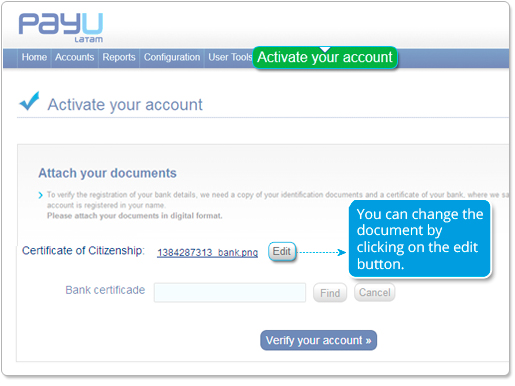 PayU
LATAM
Home Accounts Reports Configuration User Tools Activate your account
Activate your account
Attach your documents
To verify the registration of your bank details, we need a copy of your identification documents and a certificate of your bank, where we sa
account is registered in your name.
Please attach your documents in digital format.
You can change the
document by
clicking on the edit
button.
Certificate of Citizenship: 1384287313_bank.png Edit
Bank certificade Find Cancel
Verify your account »